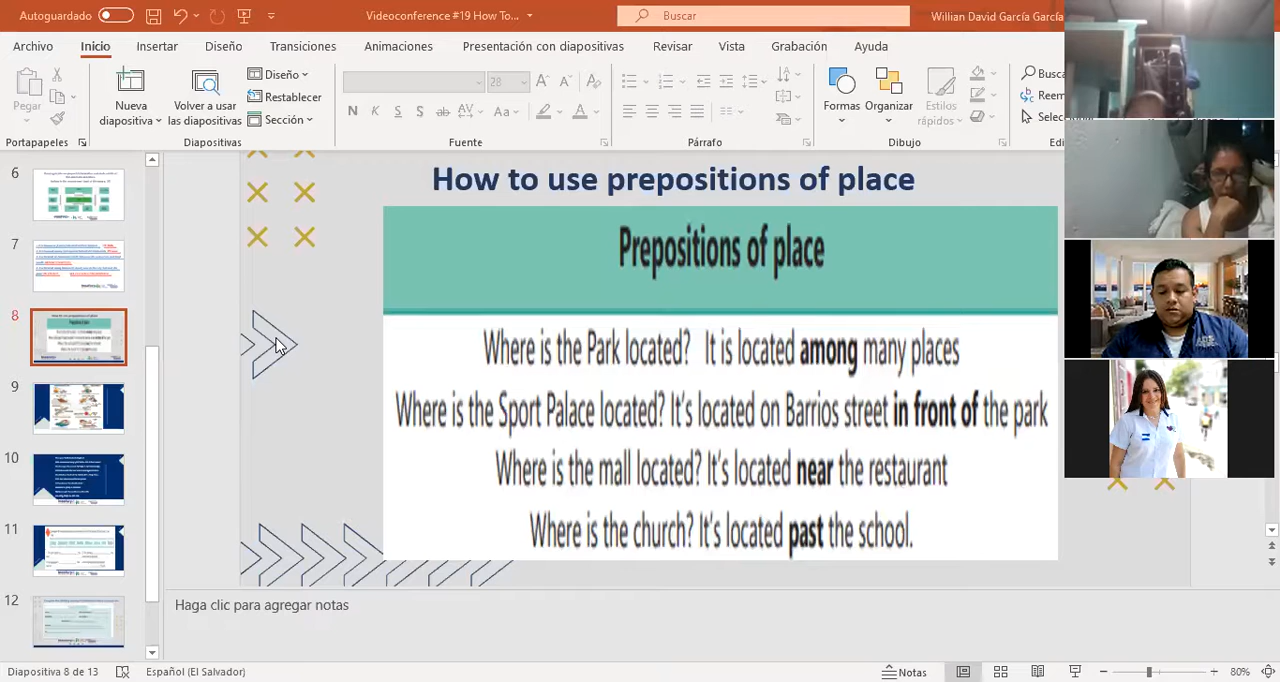 Autoguardado
Videoconference #19 How To...
Buscar
Willian David García García
Archivo Inicio Insertar Diseño Transiciones Animaciones Presentación con diapositivas Revisar Vista Grabación Ayuda
Pegar
Nueva diapositiva
Volver a usar las diapositivas
Diseño
Restablecer
Sección
28
N K S S ab AV Aa A
Formas
Organizar
Estilos rápidos
Portapapeles
Diapositivas
Fuente
Párrafo
Dibujo
6
7
8
9
10
11
12
How to use prepositions of place
Prepositions of place
Where is the Park located? It is located among many places
Where is the Sport Palace located? It's located on Barrios street in front of the park
Where is the mall located? It's located near the restaurant
Where is the church? It's located past the school.
Haga clic para agregar notas
Diapositiva 8 de 13
Español (El Salvador)
Notas
80%